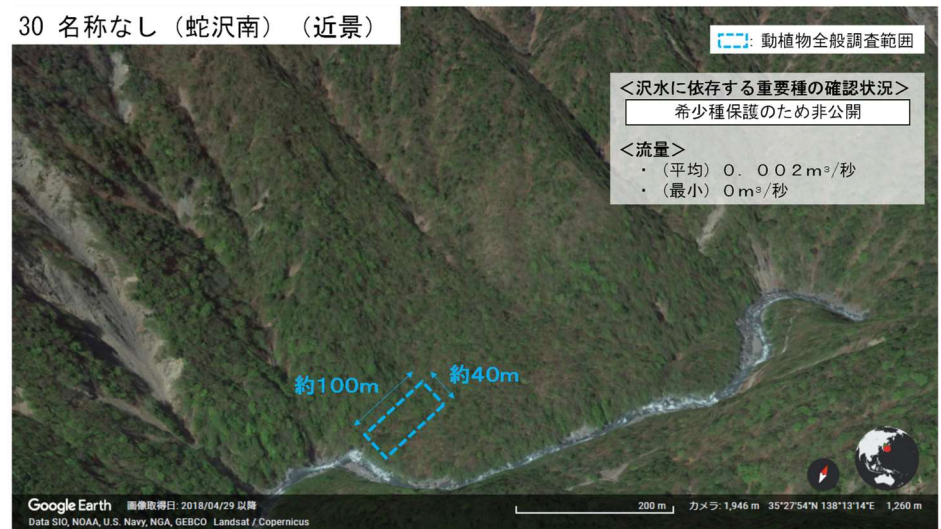 30 名称なし（蛇沢南）（近景）
：動植物全般調査範囲
＜沢水に依存する重要種の確認状況＞
希少種保護のため非公開
＜流量＞
・（平均）０．００２ｍ³/秒
・（最小）０ｍ³/秒
約100m
約40m
Google Earth 画像取得日: 2018/04/29 以降
200 m カメラ: 1,946 m 35°27'54"N 138°13'14"E 1,260 m
Data SIO, NOAA, U.S. Navy, NGA, GEBCO Landsat / Copernicus